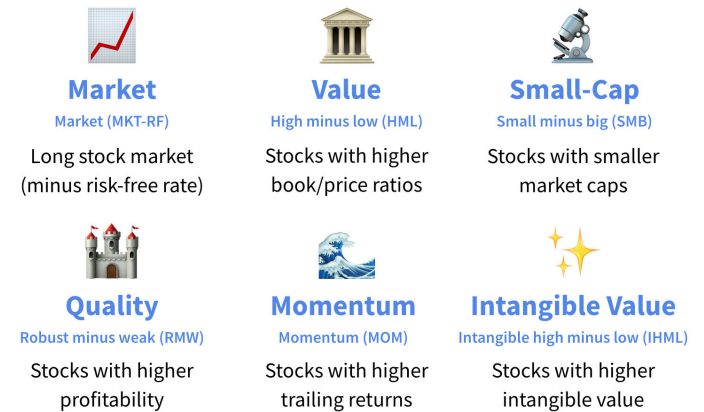 Market
Market (MKT-RF)
Long stock market
(minus risk-free rate)
Value
High minus low (HML)
Stocks with higher
book/price ratios
Small-Cap
Small minus big (SMB)
Stocks with smaller
market caps
Quality
Robust minus weak (RMW)
Stocks with higher
profitability
Momentum
Momentum (MOM)
Stocks with higher
trailing returns
Intangible Value
Intangible high minus low (IHML)
Stocks with higher
intangible value